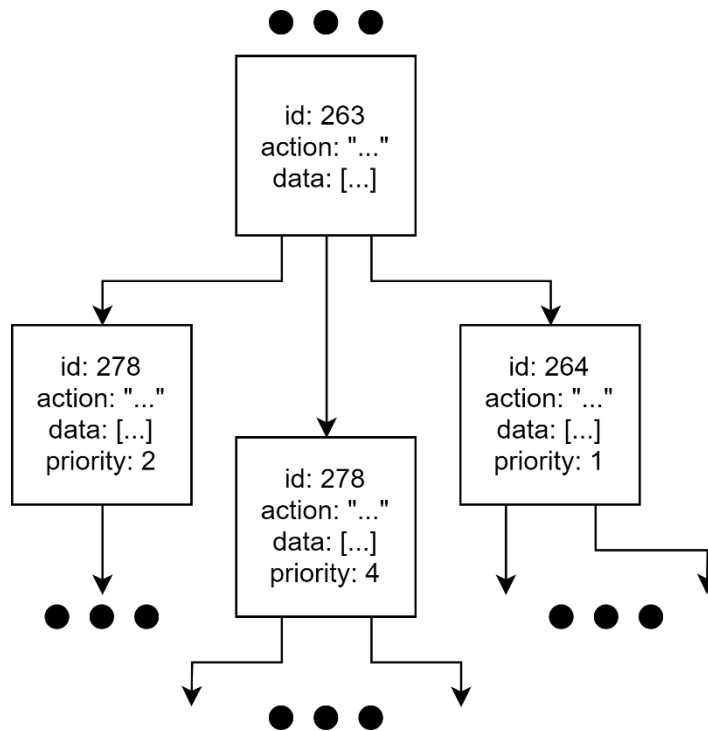 id: 263
action: "..."
data: [...]
id: 278
action: "..."
data: [...]
priority: 2
id: 278
action: "..."
data: [...]
priority: 4
id: 264
action: "..."
data: [...]
priority: 1